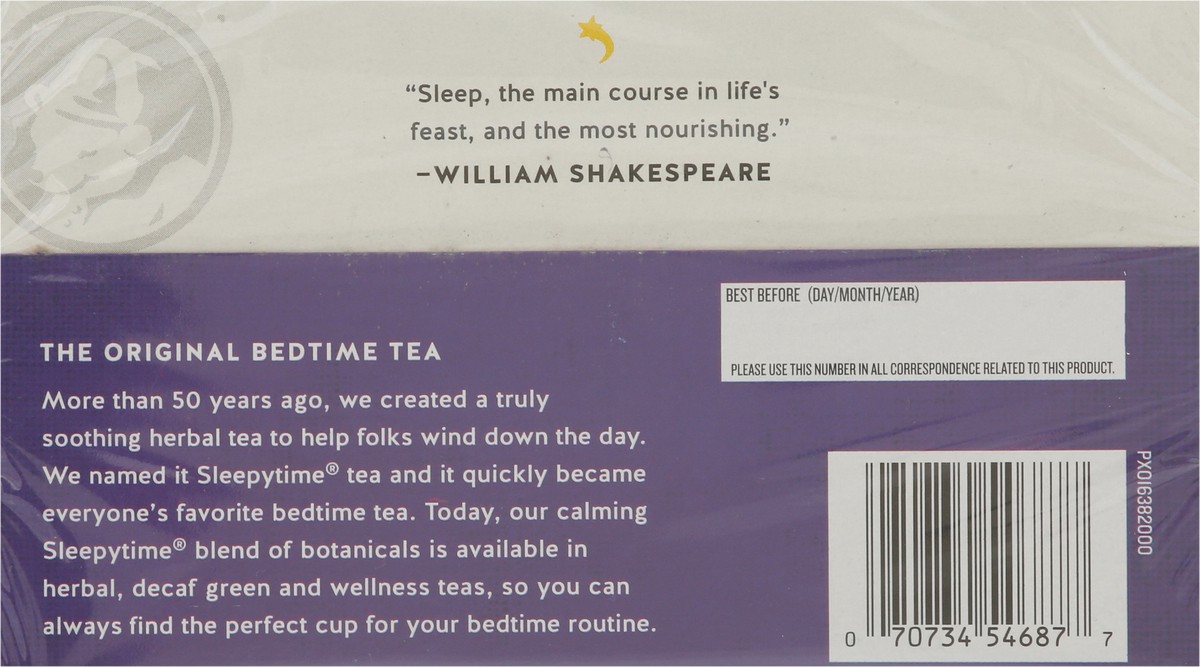 “Sleep, the main course in life's
feast, and the most nourishing.”
–WILLIAM SHAKESPEARE
THE ORIGINAL BEDTIME TEA
More than 50 years ago, we created a truly
soothing herbal tea to help folks wind down the day.
We named it Sleepytime® tea and it quickly became
everyone’s favorite bedtime tea. Today, our calming
Sleepytime® blend of botanicals is available in
herbal, decaf green and wellness teas, so you can
always find the perfect cup for your bedtime routine.
BEST BEFORE (DAY/MONTH/YEAR)
PLEASE USE THIS NUMBER IN ALL CORRESPONDENCE RELATED TO THIS PRODUCT.
PX016382000
0 70734 54687 7